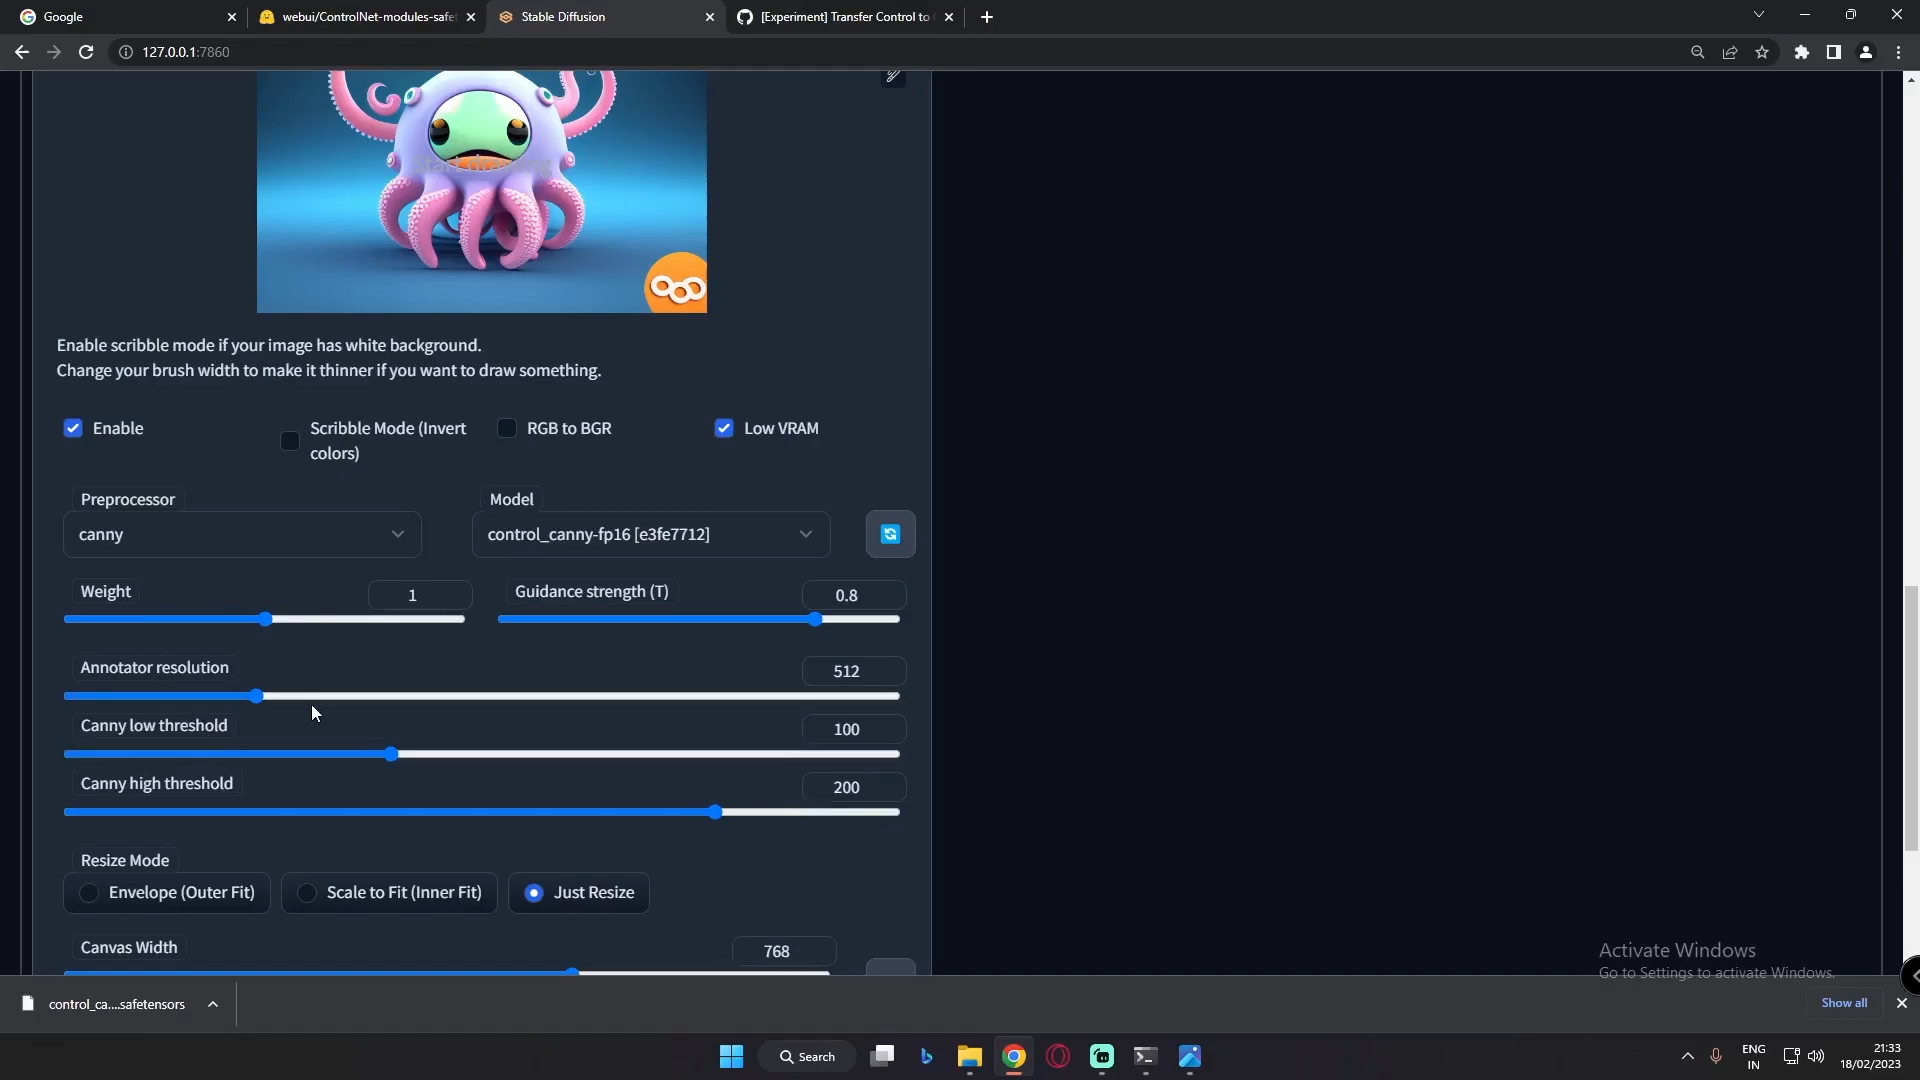 Google
webui/ControlNet-modules-safe
Stable Diffusion
[Experiment] Transfer Control to
127.0.0.1:7860
Start drawing
Enable scribble mode if your image has white background.
Change your brush width to make it thinner if you want to draw something.
Enable
Scribble Mode (Invert
colors)
RGB to BGR
Low VRAM
Preprocessor
Model
canny
control_canny-fp16 [e3fe7712]
Weight
1
Guidance strength (T)
0.8
Annotator resolution
512
Canny low threshold
100
Canny high threshold
200
Resize Mode
Envelope (Outer Fit)
Scale to Fit (Inner Fit)
Just Resize
Canvas Width
768
Activate Windows
Go to Settings to activate Windows.
control_ca....safetensors
Show all
Search
ENG
IN
21:33
18/02/2023